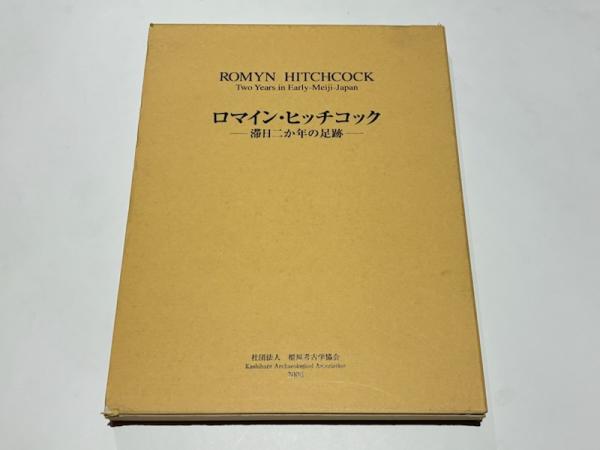 ROMYN HITCHCOCK
Two Years in Early-Meiji-Japan
ロマイン・ヒッチコック
―滞日二か年の足跡―
社団法人 橿原考古学協会
Kashihara Archaeological Association